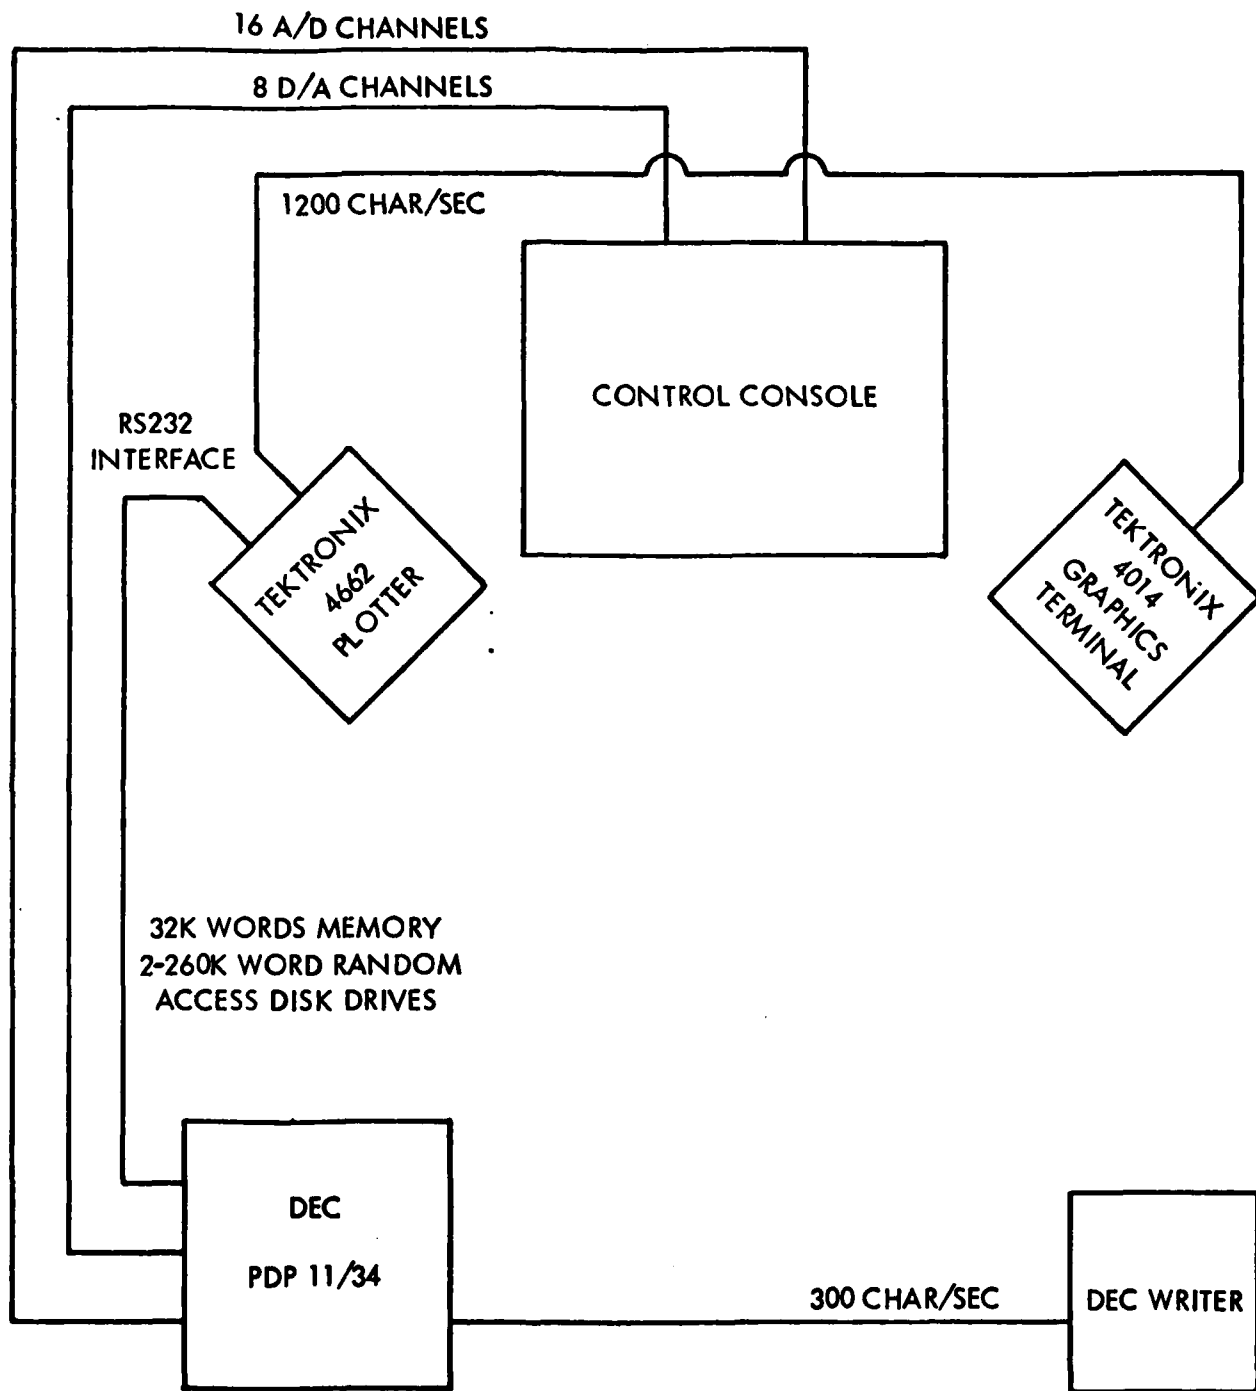 16 A/D CHANNELS
8 D/A CHANNELS
1200 CHAR/SEC
CONTROL CONSOLE
RS232
INTERFACE
TEKTRONIX
4662
PLOTTER
TEKTRONIX
4014
GRAPHICS
TERMINAL
32K WORDS MEMORY
2-260K WORD RANDOM
ACCESS DISK DRIVES
DEC
PDP 11/34
300 CHAR/SEC
DEC WRITER